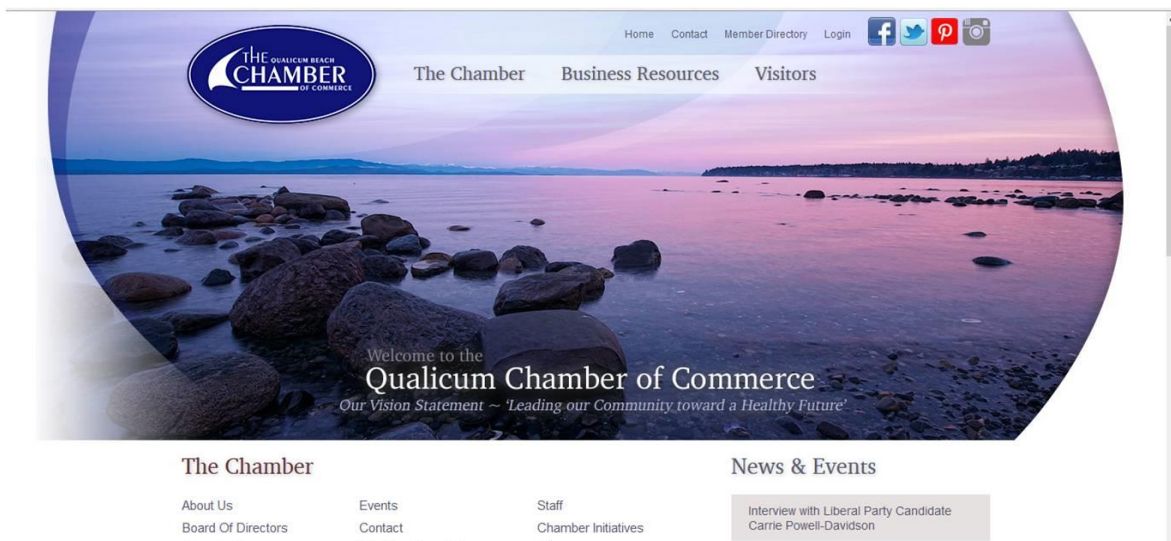 Home Contact Member Directory Login
THE QUALICUM BEACH
CHAMBER
OF COMMERCE
The Chamber Business Resources Visitors
Welcome to the
Qualicum Chamber of Commerce
Our Vision Statement ~ 'Leading our Community toward a Healthy Future'
The Chamber
About Us Events Staff
Board Of Directors Contact Chamber Initiatives
News & Events
Interview with Liberal Party Candidate
Carrie Powell-Davidson